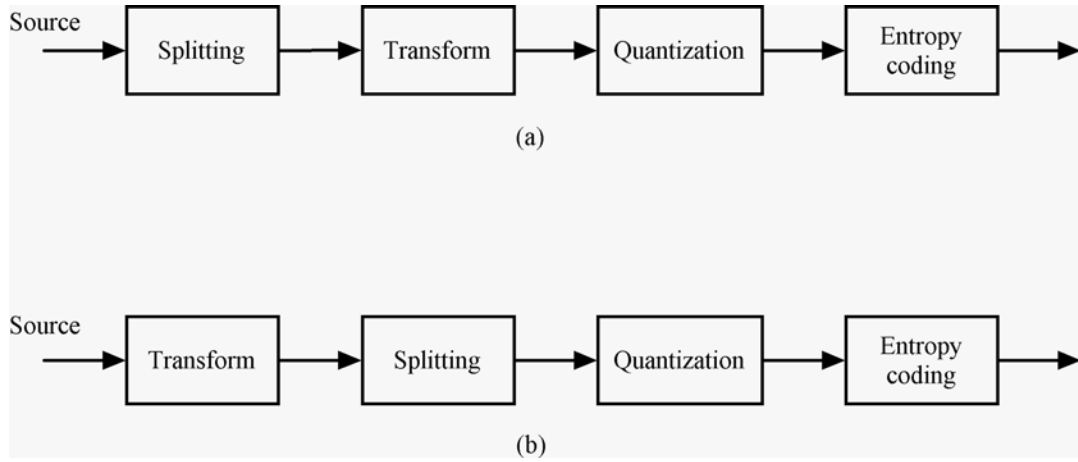 Source
Splitting
Transform
Quantization
Entropy
coding
(a)
Source
Transform
Splitting
Quantization
Entropy
coding
(b)